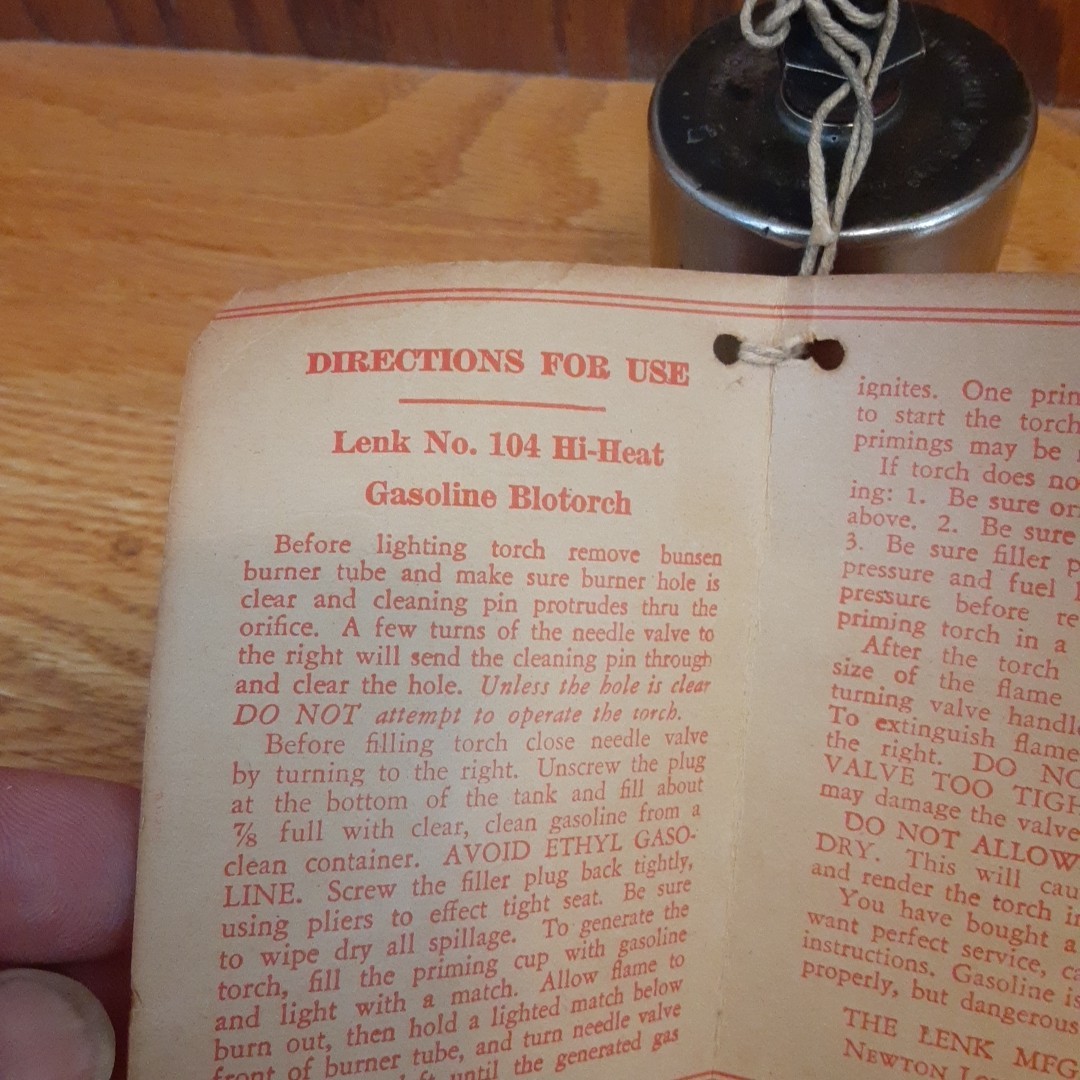 DIRECTIONS FOR USE
Lenk No. 104 Hi-Heat
Gasoline Blotorch
Before lighting torch remove bunsen
burner tube and make sure burner hole is
clear and cleaning pin protrudes thru the
orifice. A few turns of the needle valve to
the right will send the cleaning pin through
and clear the hole. Unless the hole is clear
DO NOT attempt to operate the torch.
Before filling torch close needle valve
by turning to the right. Unscrew the plug
at the bottom of the tank and fill about
⅞ full with clear, clean gasoline from a
clean container. AVOID ETHYL GASO-
LINE. Screw the filler plug back tightly,
using pliers to effect tight seat. Be sure
to wipe dry all spillage. To generate the
torch, fill the priming cup with gasoline
and light with a match. Allow flame to
burn out, then hold a lighted match below
front of burner tube, and turn needle valve
until the generated gas
ignites. One
to start the torch
primings may be
If torch does
ing: 1. Be sure
above. 2. Be sure
3. Be sure filler
pressure and fuel
pressure before
priming torch in a
After the torch
size of the flame
turning valve
To extinguish flame
the right. DO
VALVE TOO
may damage the valve
DO NOT ALLOW
DRY. This will
and render the torch
You have bought
want perfect service,
instructions. Gasoline is
properly, but dangerous
THE LENK MFG
NEWTON